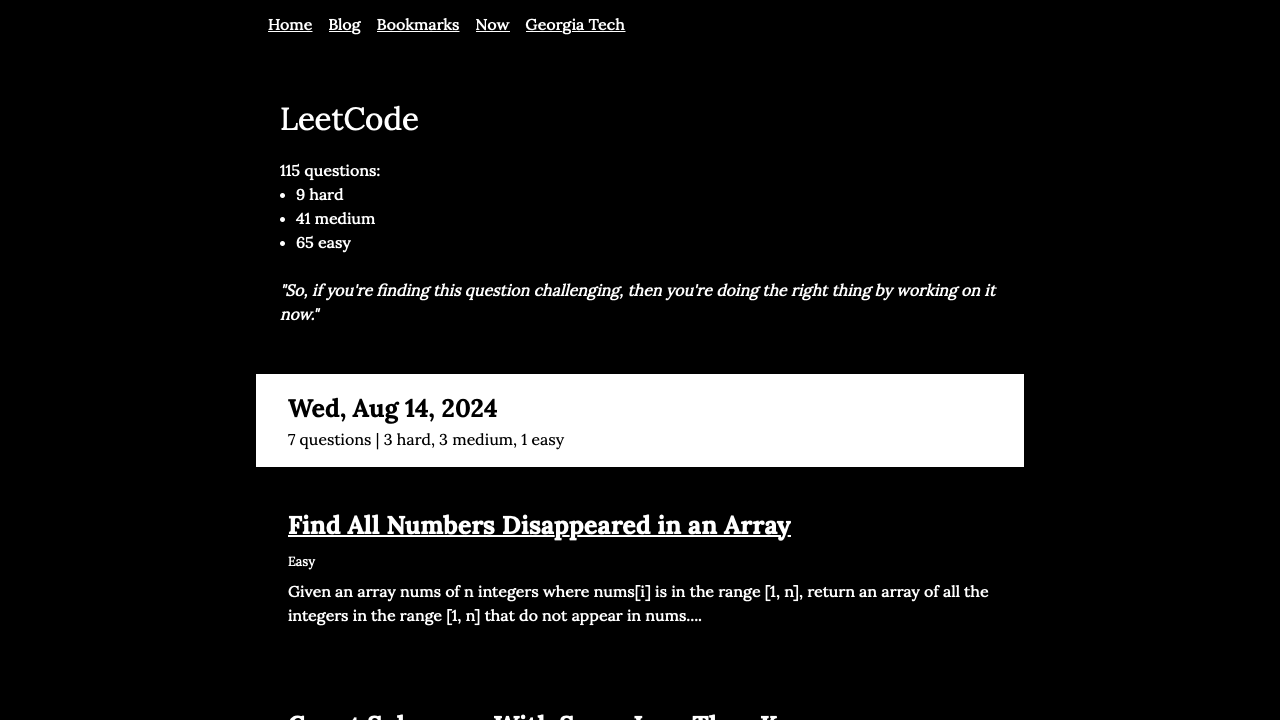 Home Blog Bookmarks Now Georgia Tech
LeetCode
115 questions:
• 9 hard
• 41 medium
• 65 easy
"So, if you're finding this question challenging, then you're doing the right thing by working on it
now."
Wed, Aug 14, 2024
7 questions | 3 hard, 3 medium, 1 easy
Find All Numbers Disappeared in an Array
Easy
Given an array nums of n integers where nums[i] is in the range [1, n], return an array of all the
integers in the range [1, n] that do not appear in nums....